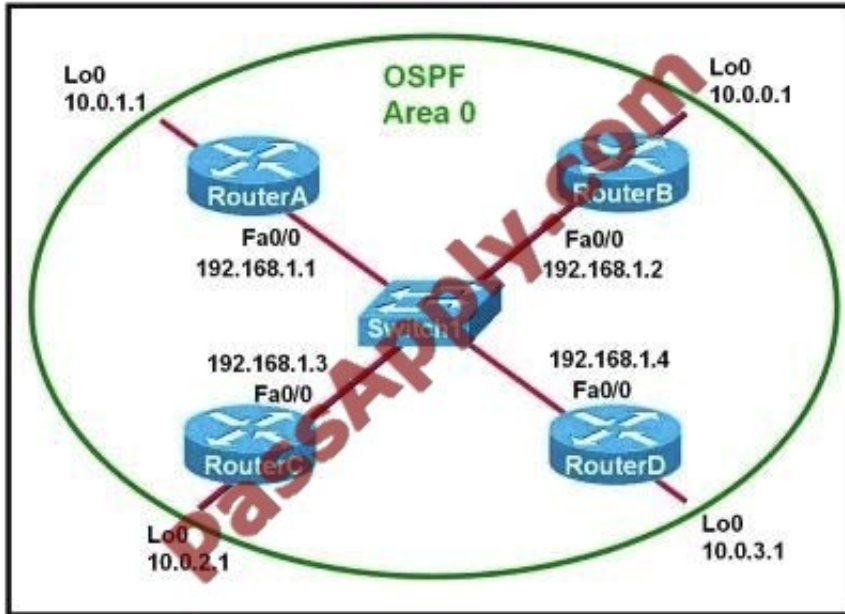 Lo0
10.0.1.1
OSPF
Area 0
Lo0
10.0.0.1
RouterA
RouterB
Fa0/0
192.168.1.1
Fa0/0
192.168.1.2
Switch1
192.168.1.3
Fa0/0
192.168.1.4
Fa0/0
RouterC
RouterD
Lo0
10.0.2.1
Lo0
10.0.3.1
passApply.com